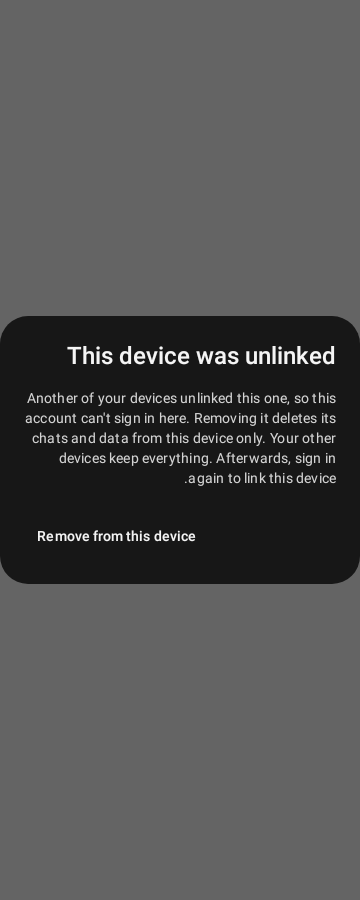 This device was unlinked
Another of your devices unlinked this one, so this
account can't sign in here. Removing it deletes its
chats and data from this device only. Your other
devices keep everything. Afterwards, sign in
.again to link this device
Remove from this device